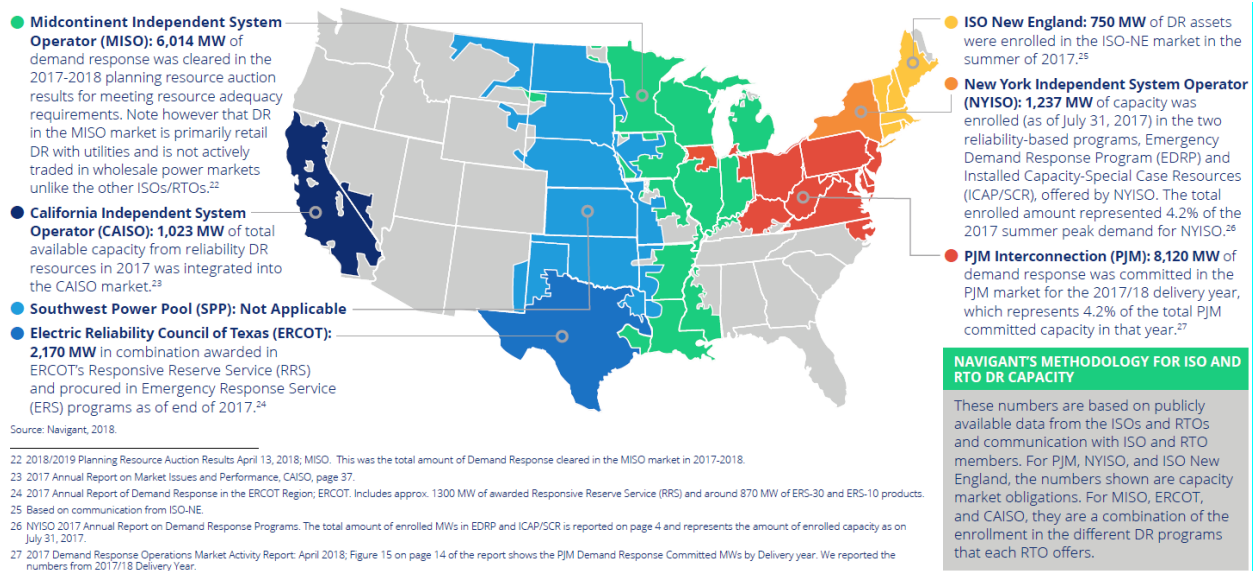 Midcontinent Independent System
Operator (MISO): 6,014 MW of
demand response was cleared in the
2017-2018 planning resource auction
results for meeting resource adequacy
requirements. Note however that DR
in the MISO market is primarily retail
DR with utilities and is not actively
traded in wholesale power markets
unlike the other ISOs/RTOs.22
California Independent System
Operator (CAISO): 1,023 MW of total
available capacity from reliability DR
resources in 2017 was integrated into
the CAISO market.23
Southwest Power Pool (SPP): Not Applicable
Electric Reliability Council of Texas (ERCOT):
2,170 MW in combination awarded in
ERCOT's Responsive Reserve Service (RRS)
and procured in Emergency Response Service
(ERS) programs as of end of 2017.24
ISO New England: 750 MW of DR assets
were enrolled in the ISO-NE market in the
summer of 2017.25
New York Independent System Operator
(NYISO): 1,237 MW of capacity was
enrolled (as of July 31, 2017) in the two
reliability-based programs, Emergency
Demand Response Program (EDRP) and
Installed Capacity-Special Case Resources
(ICAP/SCR), offered by NYISO. The total
enrolled amount represented 4.2% of the
2017 summer peak demand for NYISO.26
PJM Interconnection (PJM): 8,120 MW of
demand response was committed in the
PJM market for the 2017/18 delivery year,
which represents 4.2% of the total PJM
committed capacity in that year.27
NAVIGANT'S METHODOLOGY FOR ISO AND
RTO DR CAPACITY
These numbers are based on publicly
available data from the ISOs and RTOs
and communication with ISO and RTO
members. For PJM, NYISO, and ISO New
England, the numbers shown are capacity
market obligations. For MISO, ERCOT,
and CAISO, they are a combination of the
enrollment in the different DR programs
that each RTO offers.
Source: Navigant, 2018.
22 2018/2019 Planning Resource Auction Results April 13, 2018; MISO. This was the total amount of Demand Response cleared in the MISO market in 2017-2018.
23 2017 Annual Report on Market Issues and Performance, CAISO, page 37.
24 2017 Annual Report of Demand Response in the ERCOT Region; ERCOT. Includes approx. 1300 MW of awarded Responsive Reserve Service (RRS) and around 870 MW of ERS-30 and ERS-10 products.
25 Based on communication from ISO-NE.
26 NYISO 2017 Annual Report on Demand Response Programs. The total amount of enrolled MWs in EDRP and ICAP/SCR is reported on page 4 and represents the amount of enrolled capacity as on
July 31, 2017.
27 2017 Demand Response Operations Market Activity Report: April 2018; Figure 15 on page 14 of the report shows the PJM Demand Response Committed MWs by Delivery year. We reported the
numbers from 2017/18 Delivery Year.